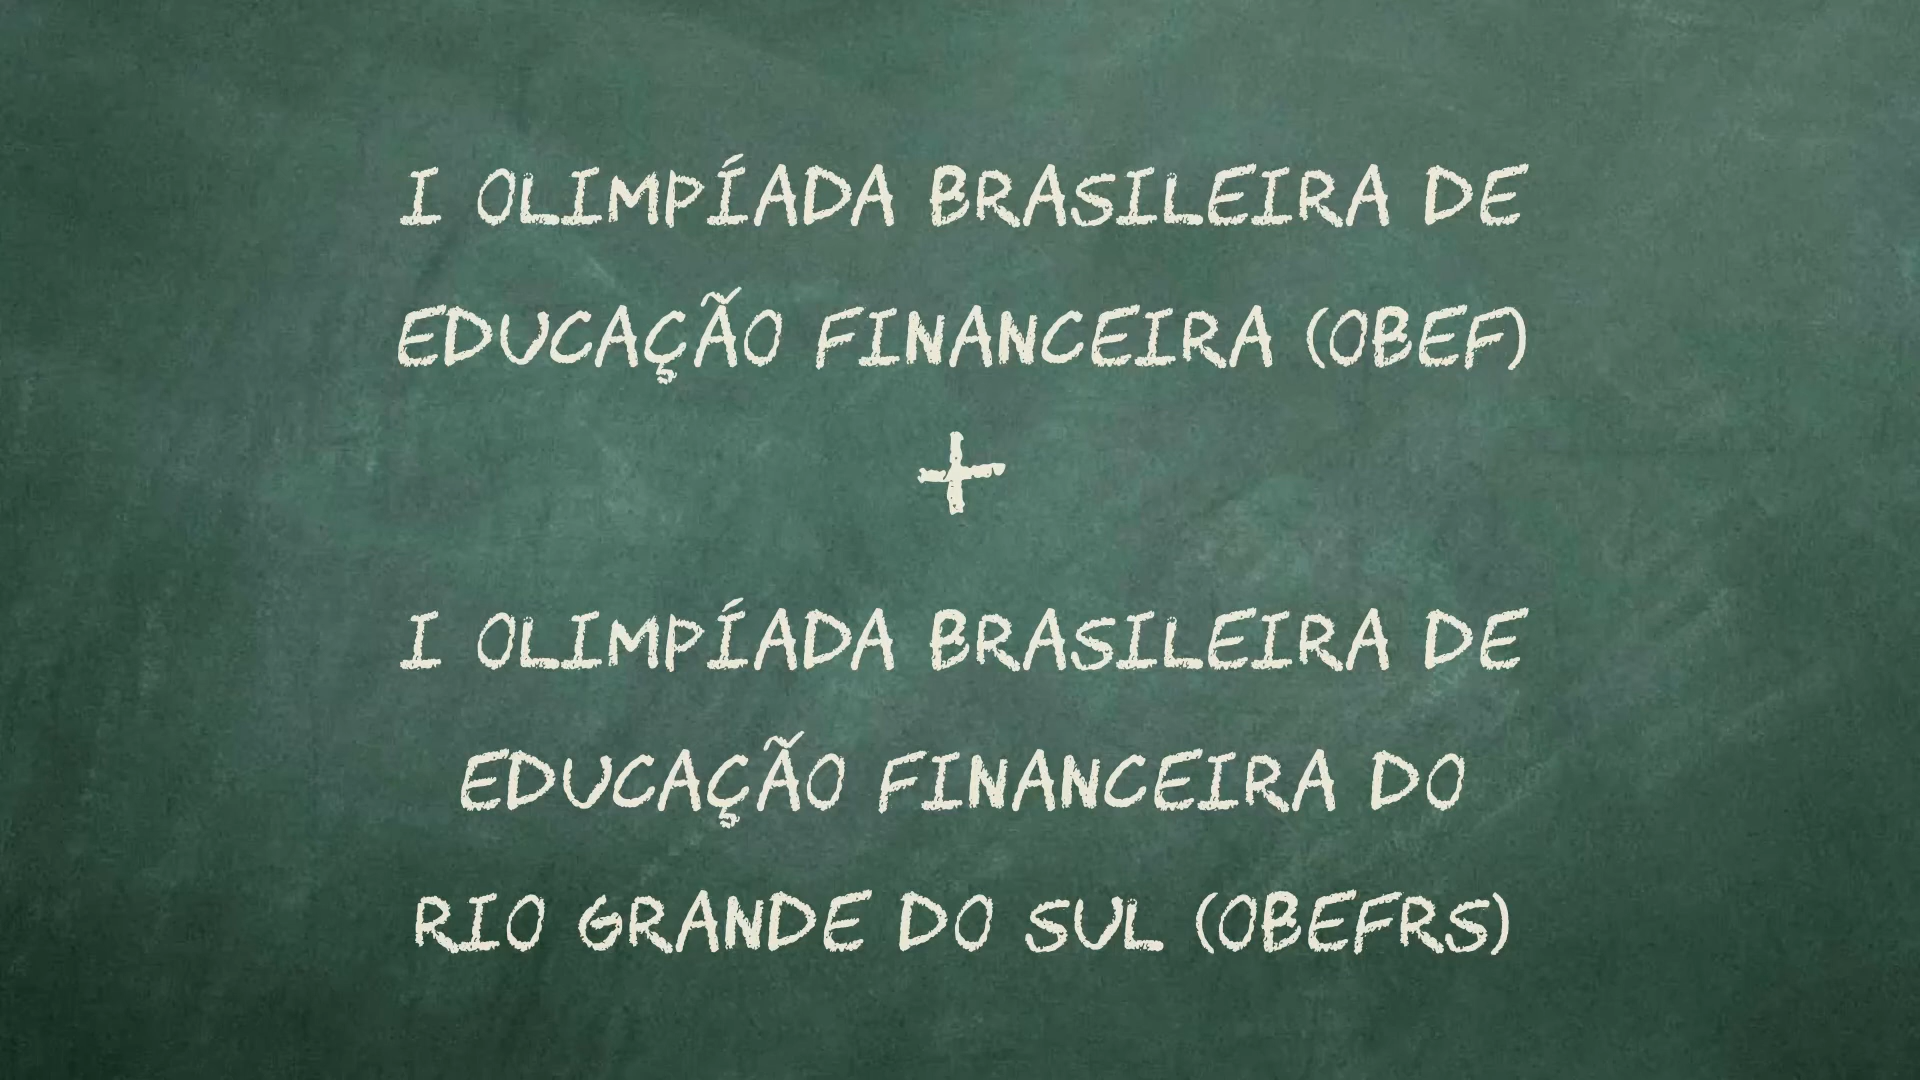 I OLIMPÍADA BRASILEIRA DE
EDUCAÇÃO FINANCEIRA (OBEF)
+
I OLIMPÍADA BRASILEIRA DE
EDUCAÇÃO FINANCEIRA DO
RIO GRANDE DO SUL (OBEFRS)